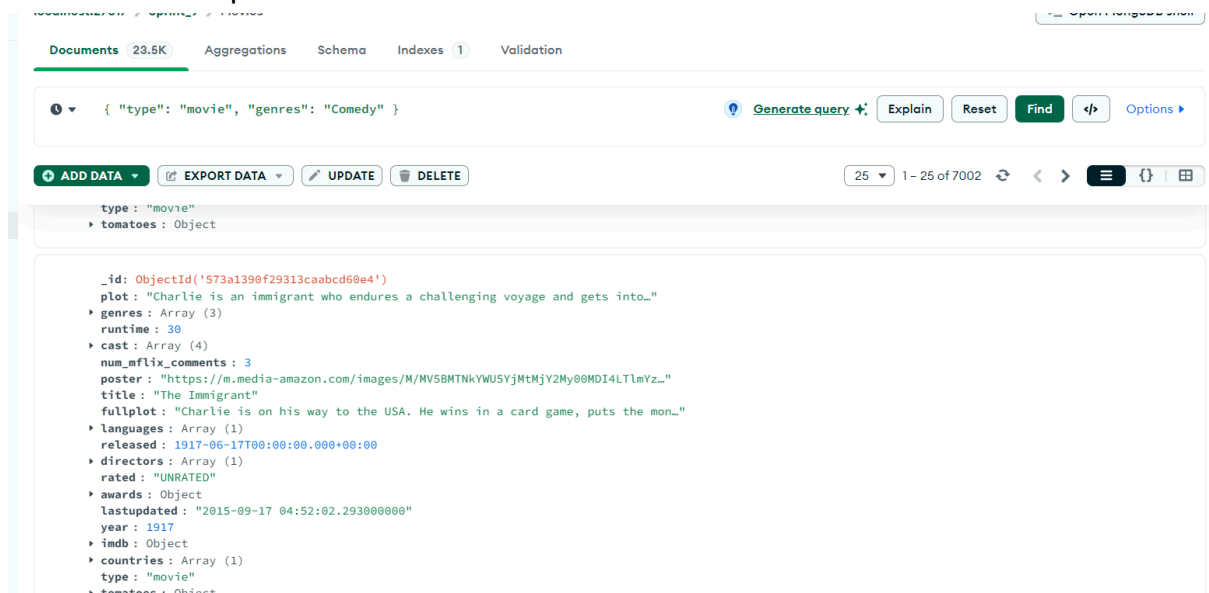 Documents 23.5K Aggregations Schema Indexes 1 Validation
{ "type": "movie", "genres": "Comedy" } Generate query Explain Reset Find </> Options
ADD DATA EXPORT DATA UPDATE DELETE 25 1 – 25 of 7002 {}
type : "movie"
tomatoes : Object
_id: ObjectId('573a1390f29313caabcd60e4')
plot : "Charlie is an immigrant who endures a challenging voyage and gets into…"
genres : Array (3)
runtime : 30
cast : Array (4)
num_mflix_comments : 3
poster : "https://m.media-amazon.com/images/M/MV5BMTNkYWU5YjMtMjY2My00MDI4LTlmYz…"
title : "The Immigrant"
fullplot : "Charlie is on his way to the USA. He wins in a card game, puts the mon…"
languages : Array (1)
released : 1917-06-17T00:00:00.000+00:00
directors : Array (1)
rated : "UNRATED"
awards : Object
lastupdated : "2015-09-17 04:52:02.293000000"
year : 1917
imdb : Object
countries : Array (1)
type : "movie"
tomatoes : Object